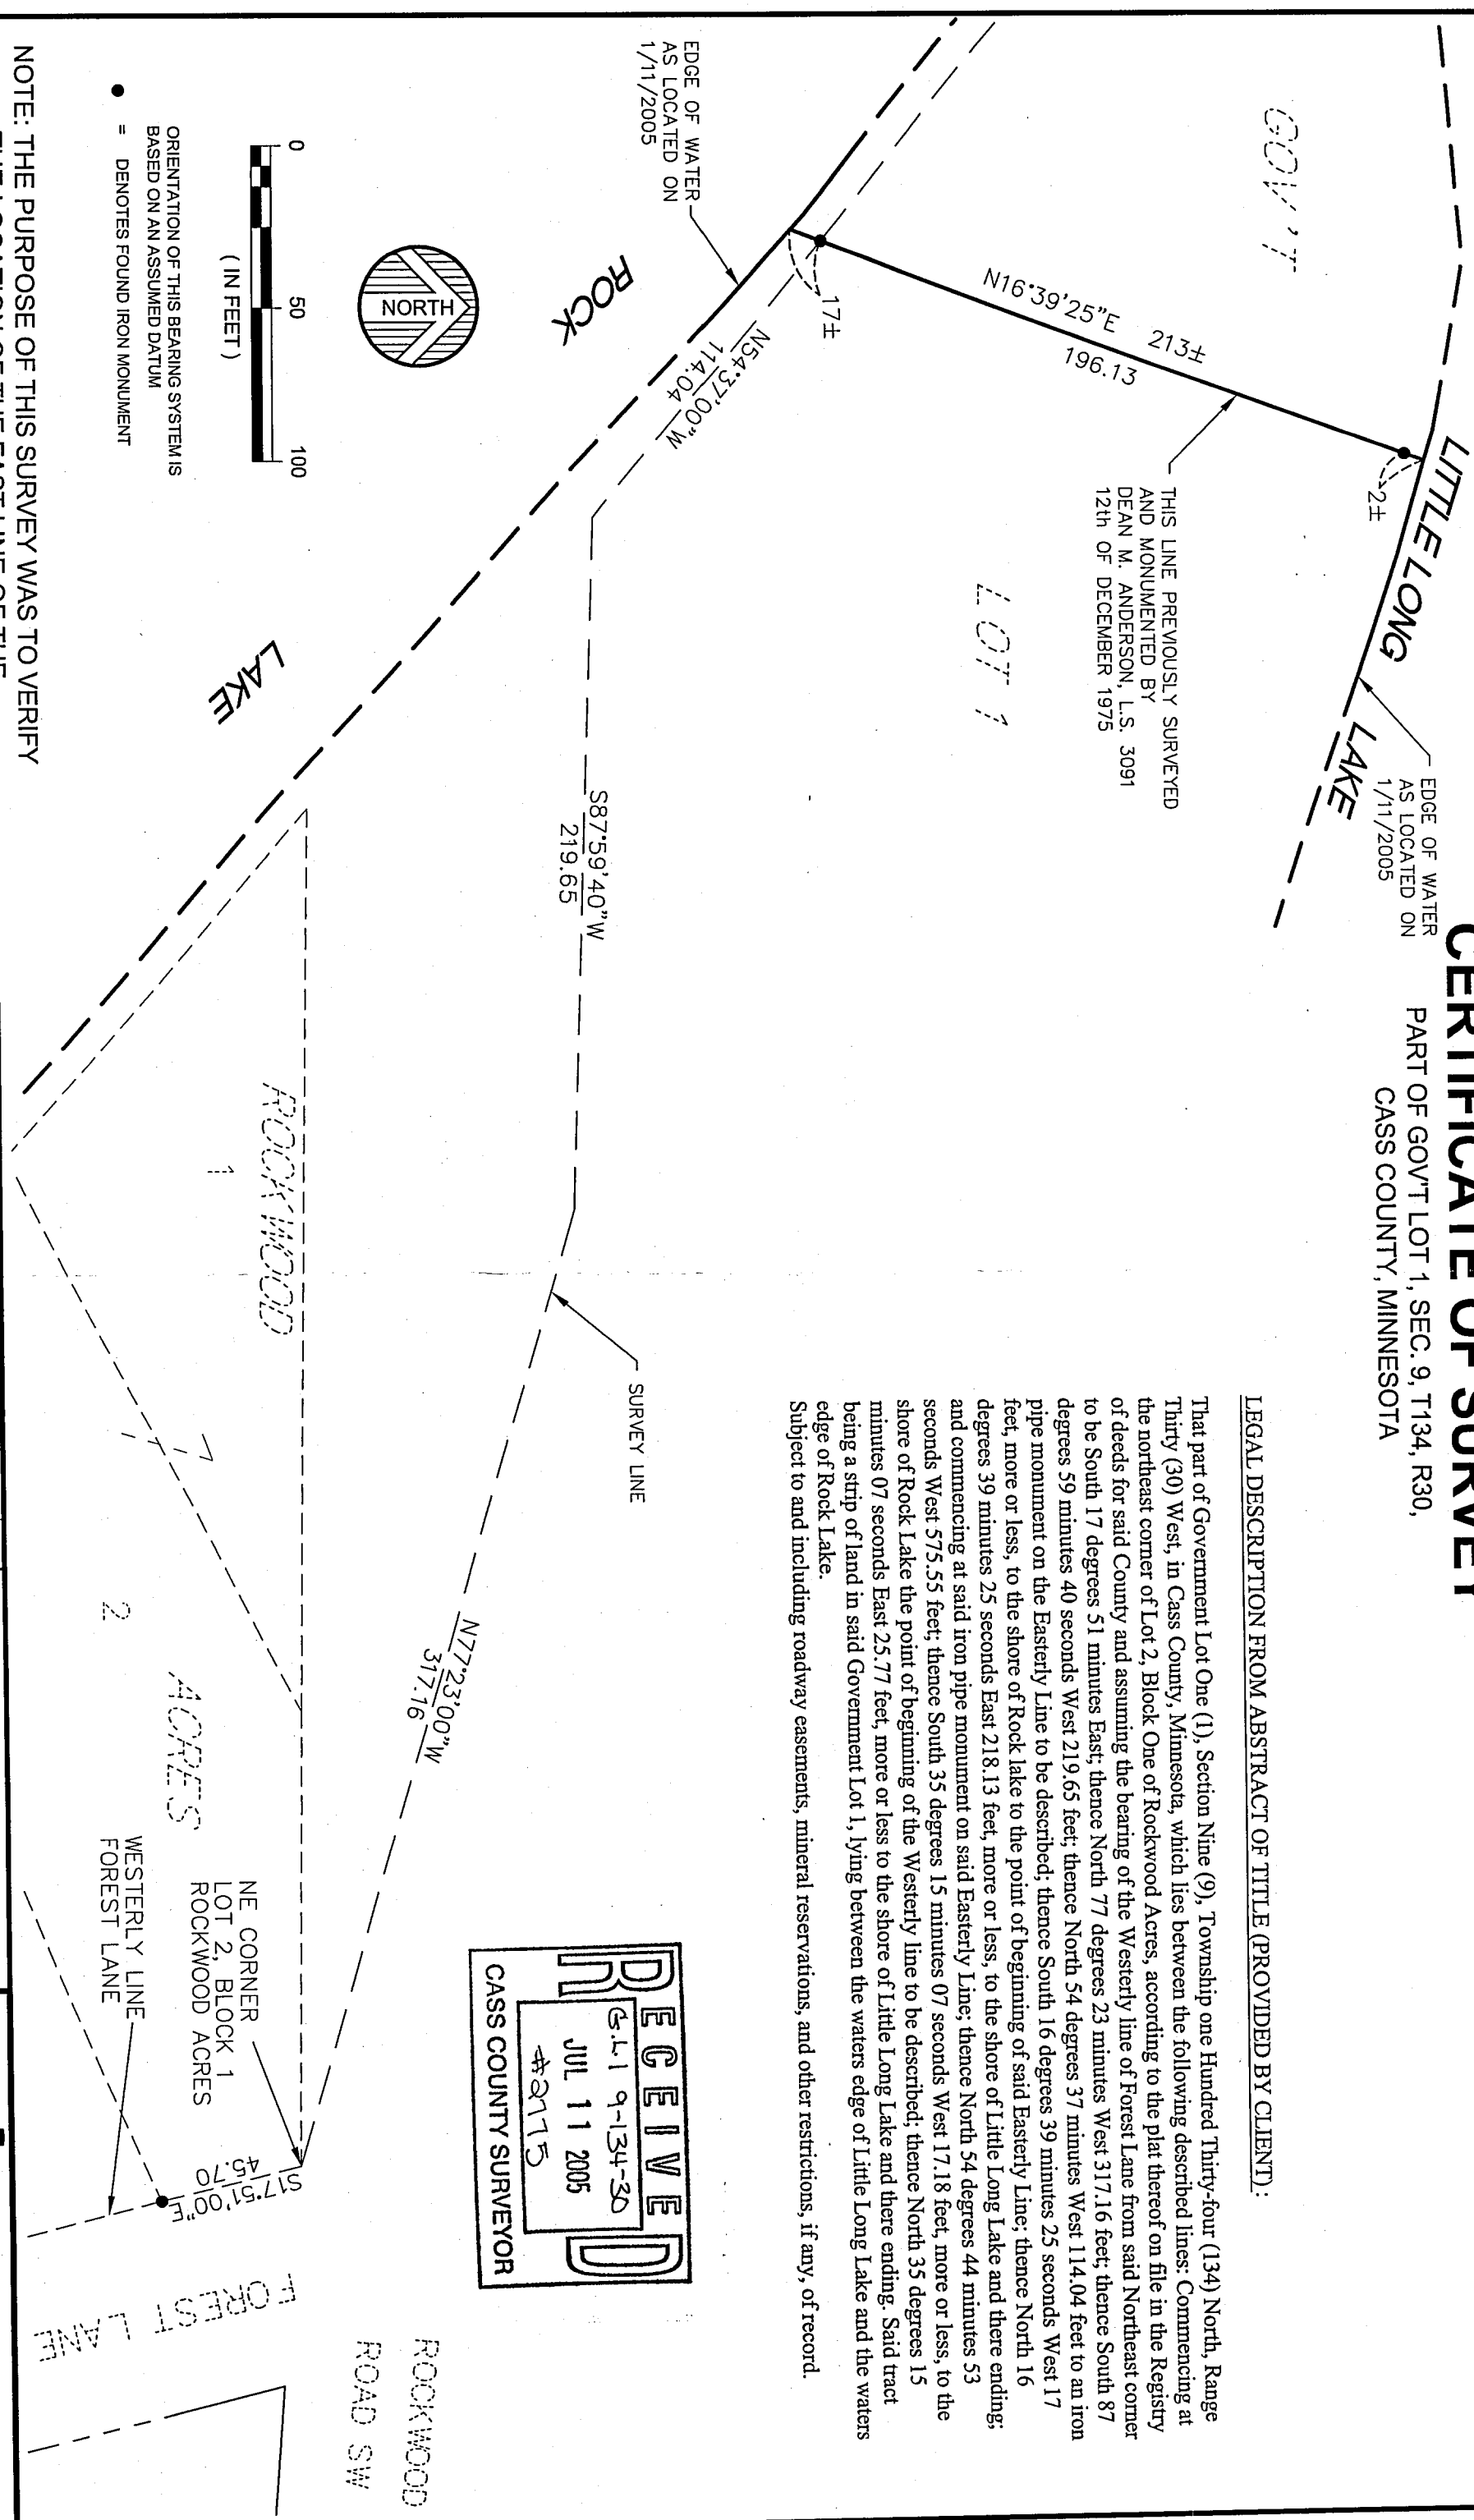 CERTIFICATE OF SURVEY
PART OF GOV'T LOT 1, SEC. 9, T134, R30,
CASS COUNTY, MINNESOTA
LEGAL DESCRIPTION FROM ABSTRACT OF TITLE (PROVIDED BY CLIENT):
That part of Government Lot One (1), Section Nine (9), Township one Hundred Thirty-four (134) North, Range
Thirty (30) West, in Cass County, Minnesota, which lies between the following described lines: Commencing at
the northeast corner of Lot 2, Block One of Rockwood Acres, according to the plat thereof on file in the Registry
of deeds for said County and assuming the bearing of the Westerly line of Forest Lane from said Northeast corner
to be South 17 degrees 51 minutes East; thence North 77 degrees 23 minutes West 317.16 feet; thence South 87
degrees 59 minutes 40 seconds West 219.65 feet; thence North 54 degrees 37 minutes West 114.04 feet to an iron
pipe monument on the Easterly Line to be described; thence South 16 degrees 39 minutes 25 seconds West 17
feet, more or less, to the shore of Rock lake to the point of beginning of said Easterly Line; thence North 16
degrees 39 minutes 25 seconds East 218.13 feet, more or less, to the shore of Little Long Lake and there ending;
and commencing at said iron pipe monument on said Easterly Line; thence North 54 degrees 44 minutes 53
seconds West 575.55 feet; thence South 35 degrees 15 minutes 07 seconds West 17.18 feet, more or less, to the
shore of Rock Lake the point of beginning of the Westerly line to be described; thence North 35 degrees 15
minutes 07 seconds East 25.77 feet, more or less to the shore of Little Long Lake and there ending. Said tract
being a strip of land in said Government Lot 1, lying between the waters edge of Little Long Lake and the waters
edge of Rock Lake.
Subject to and including roadway easements, mineral reservations, and other restrictions, if any, of record.
LITTLE LONG LAKE
EDGE OF WATER
AS LOCATED ON
1/11/2005
2±
GOV'T
LOT 1
N16°39'25"E 213±
196.13
THIS LINE PREVIOUSLY SURVEYED
AND MONUMENTED BY
DEAN M. ANDERSON, L.S. 3091
12th OF DECEMBER 1975
17±
EDGE OF WATER
AS LOCATED ON
1/11/2005
N54°37'00"W
114.04
ROCK
LAKE
S87°59'40"W
219.65
SURVEY LINE
N77°23'00"W
317.16
RECEIVED
G.L1 9-134-30
JUL 11 2005
#2775
CASS COUNTY SURVEYOR
NORTH
0 50 100
( IN FEET )
ORIENTATION OF THIS BEARING SYSTEM IS
BASED ON AN ASSUMED DATUM
● = DENOTES FOUND IRON MONUMENT
ROCKWOOD
1
2
ACRES
NE CORNER
LOT 2, BLOCK 1
ROCKWOOD ACRES
WESTERLY LINE
FOREST LANE
S17°51'00"E
45.70
FOREST LANE
ROCKWOOD
ROAD SW
NOTE: THE PURPOSE OF THIS SURVEY WAS TO VERIFY
THE LOCATION OF THE EAST LINE OF THE